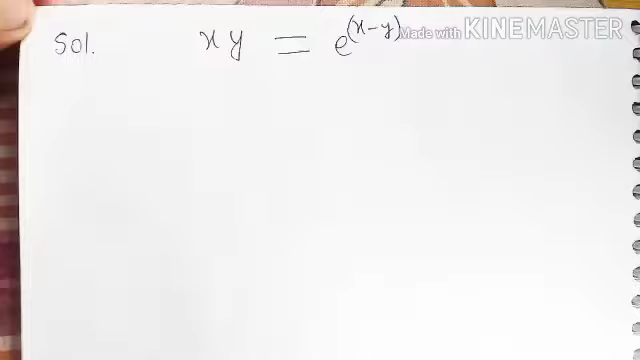 Sol. xy = e^(x-y)
Made with KINEMASTER